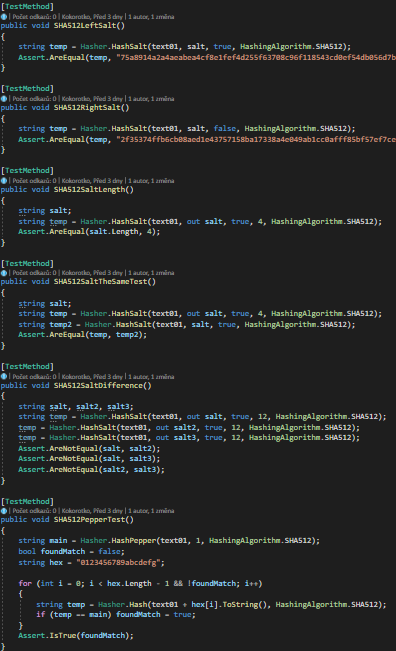 [TestMethod]
Počet odkazů: 0 | Kokorotko, Před 3 dny | 1 autor, 1 změna
public void SHA512LeftSalt()
{
string temp = Hasher.HashSalt(text01, salt, true, HashingAlgorithm.SHA512);
Assert.AreEqual(temp, "75a8914a2a4aeabea4cf8e1fef4d255f63708c96f118543cd0ef54db056d7b
}
[TestMethod]
Počet odkazů: 0 | Kokorotko, Před 3 dny | 1 autor, 1 změna
public void SHA512RightSalt()
{
string temp = Hasher.HashSalt(text01, salt, false, HashingAlgorithm.SHA512);
Assert.AreEqual(temp, "2f35374ffb6cb08aed1e43757158ba17338a4e049ab1cc0afff85bf57ef7ce
}
[TestMethod]
Počet odkazů: 0 | Kokorotko, Před 3 dny | 1 autor, 1 změna
public void SHA512SaltLength()
{
string salt;
string temp = Hasher.HashSalt(text01, out salt, true, 4, HashingAlgorithm.SHA512);
Assert.AreEqual(salt.Length, 4);
}
[TestMethod]
Počet odkazů: 0 | Kokorotko, Před 3 dny | 1 autor, 1 změna
public void SHA512SaltTheSameTest()
{
string salt;
string temp = Hasher.HashSalt(text01, out salt, true, 4, HashingAlgorithm.SHA512);
string temp2 = Hasher.HashSalt(text01, salt, true, HashingAlgorithm.SHA512);
Assert.AreEqual(temp, temp2);
}
[TestMethod]
Počet odkazů: 0 | Kokorotko, Před 3 dny | 1 autor, 1 změna
public void SHA512SaltDifference()
{
string salt, salt2, salt3;
string temp = Hasher.HashSalt(text01, out salt, true, 12, HashingAlgorithm.SHA512);
temp = Hasher.HashSalt(text01, out salt2, true, 12, HashingAlgorithm.SHA512);
temp = Hasher.HashSalt(text01, out salt3, true, 12, HashingAlgorithm.SHA512);
Assert.AreNotEqual(salt, salt2);
Assert.AreNotEqual(salt, salt3);
Assert.AreNotEqual(salt2, salt3);
}
[TestMethod]
Počet odkazů: 0 | Kokorotko, Před 3 dny | 1 autor, 1 změna
public void SHA512PepperTest()
{
string main = Hasher.HashPepper(text01, 1, HashingAlgorithm.SHA512);
bool foundMatch = false;
string hex = "0123456789abcdefg";
for (int i = 0; i < hex.Length - 1 && !foundMatch; i++)
{
string temp = Hasher.Hash(text01 + hex[i].ToString(), HashingAlgorithm.SHA512);
if (temp == main) foundMatch = true;
}
Assert.IsTrue(foundMatch);
}